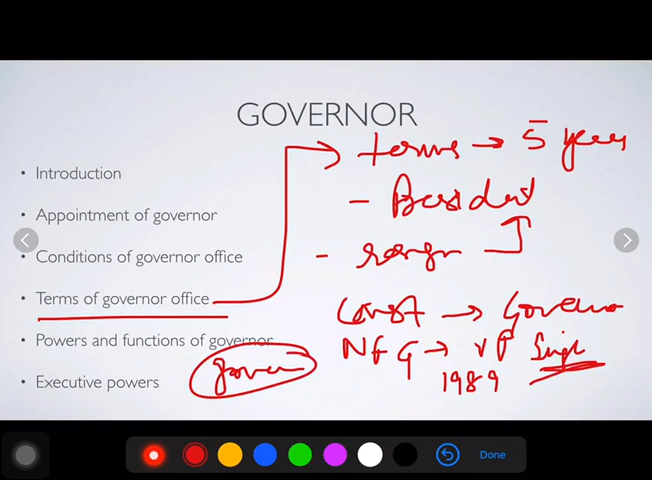 GOVERNOR
• Introduction
• Appointment of governor
• Conditions of governor office
• Terms of governor office
• Powers and functions of governor
• Executive powers
terms → 5 years
- President
- resign
const → Governor
NFG → VP Singh
1989
govern
Done